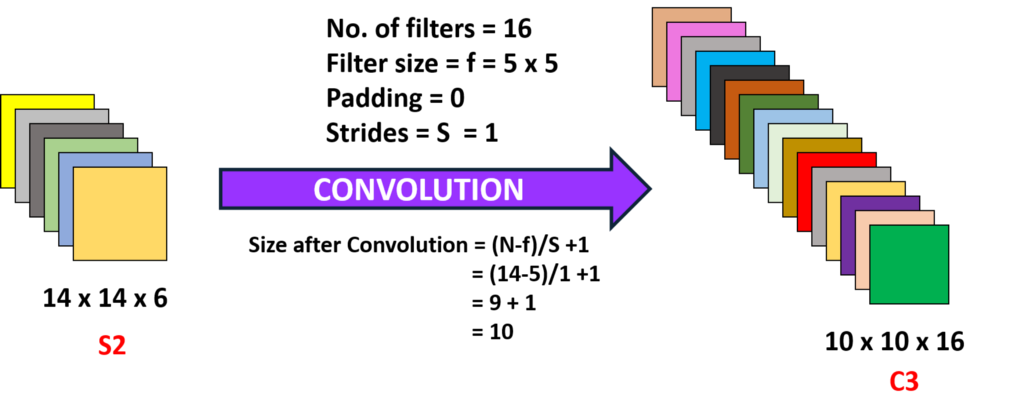 No. of filters = 16
Filter size = f = 5 x 5
Padding = 0
Strides = S  = 1
CONVOLUTION
Size after Convolution = (N-f)/S +1
= (14-5)/1 +1
= 9 + 1
= 10
14 x 14 x 6
S2
10 x 10 x 16
C3